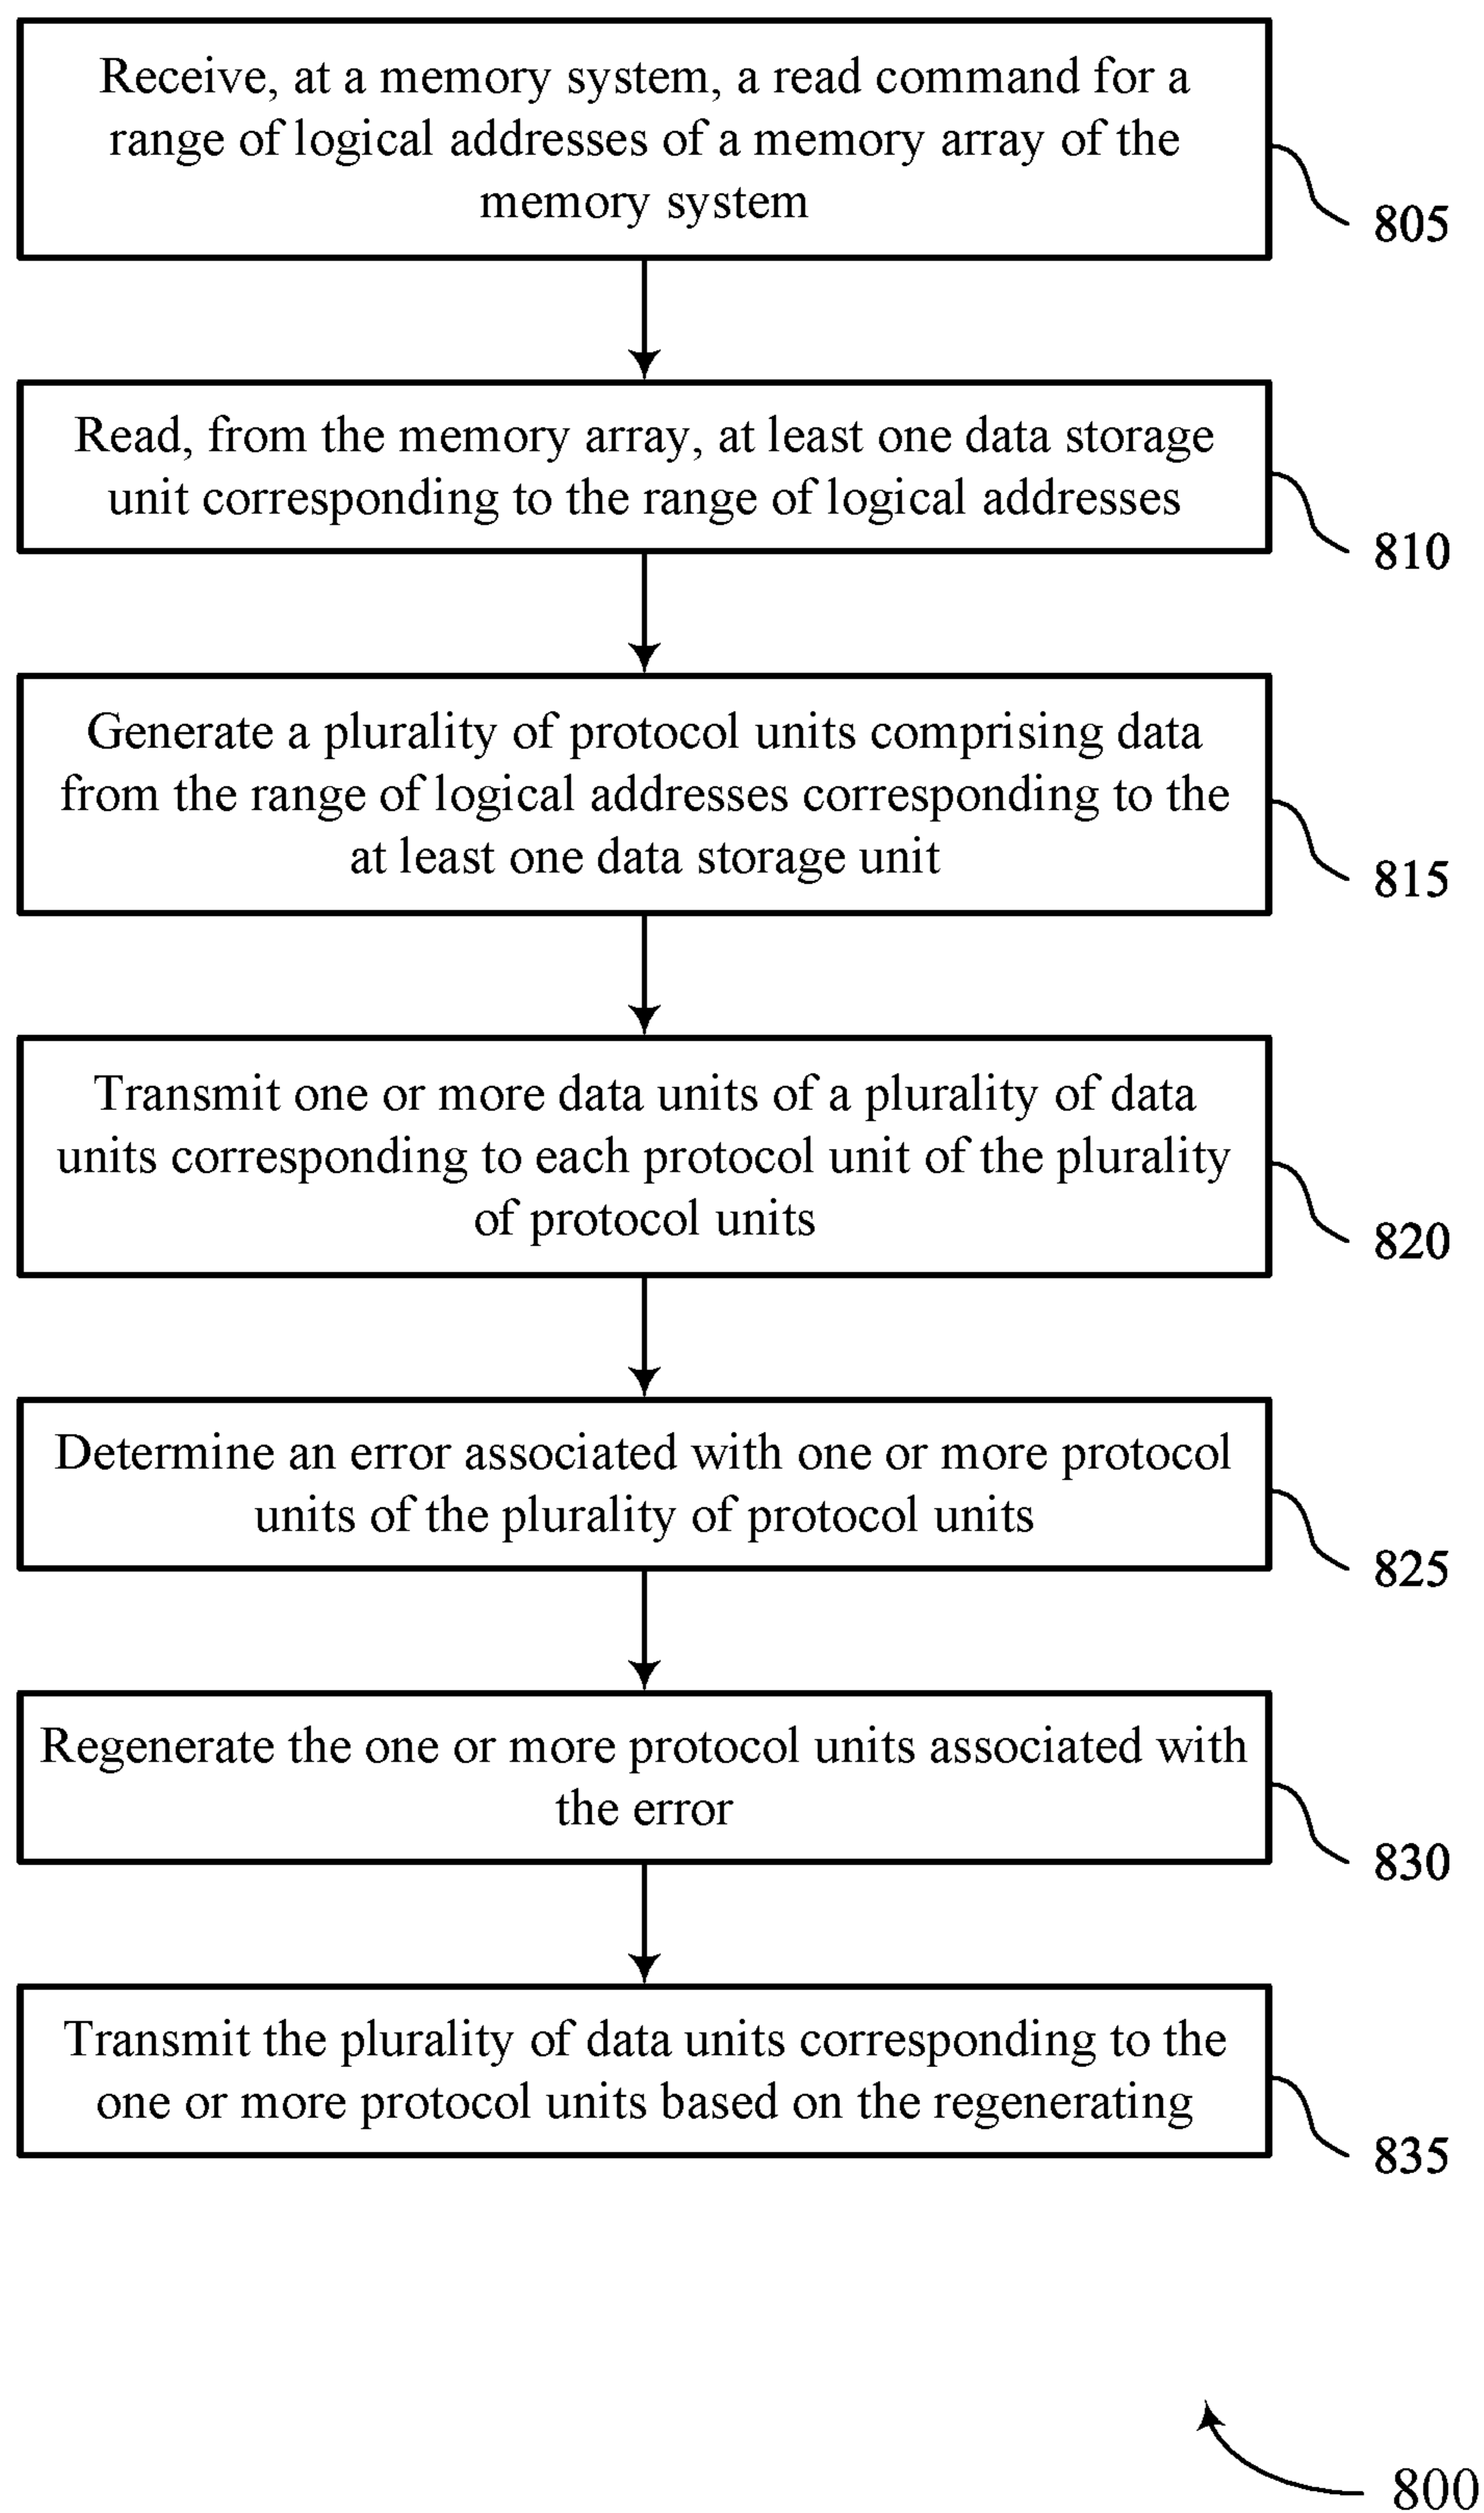 Receive, at a memory system, a read command for a
range of logical addresses of a memory array of the
memory system
805
Read, from the memory array, at least one data storage
unit corresponding to the range of logical addresses
810
Generate a plurality of protocol units comprising data
from the range of logical addresses corresponding to the
at least one data storage unit
815
Transmit one or more data units of a plurality of data
units corresponding to each protocol unit of the plurality
of protocol units
820
Determine an error associated with one or more protocol
units of the plurality of protocol units
825
Regenerate the one or more protocol units associated with
the error
830
Transmit the plurality of data units corresponding to the
one or more protocol units based on the regenerating
835
800